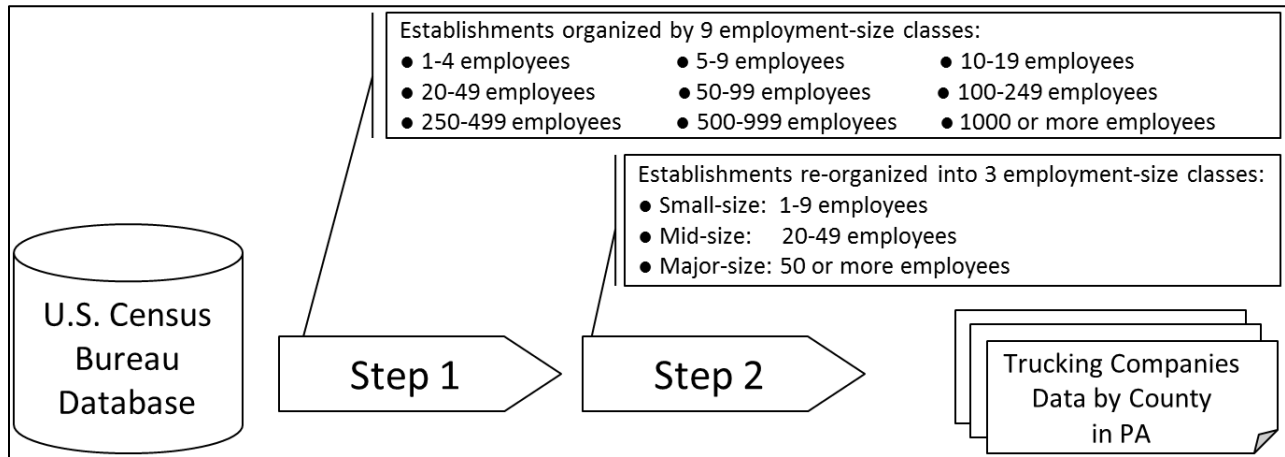 Establishments organized by 9 employment-size classes:
● 1-4 employees ● 5-9 employees ● 10-19 employees
● 20-49 employees ● 50-99 employees ● 100-249 employees
● 250-499 employees ● 500-999 employees ● 1000 or more employees
Establishments re-organized into 3 employment-size classes:
● Small-size: 1-9 employees
● Mid-size: 20-49 employees
● Major-size: 50 or more employees
U.S. Census
Bureau
Database
Step 1
Step 2
Trucking Companies
Data by County
in PA